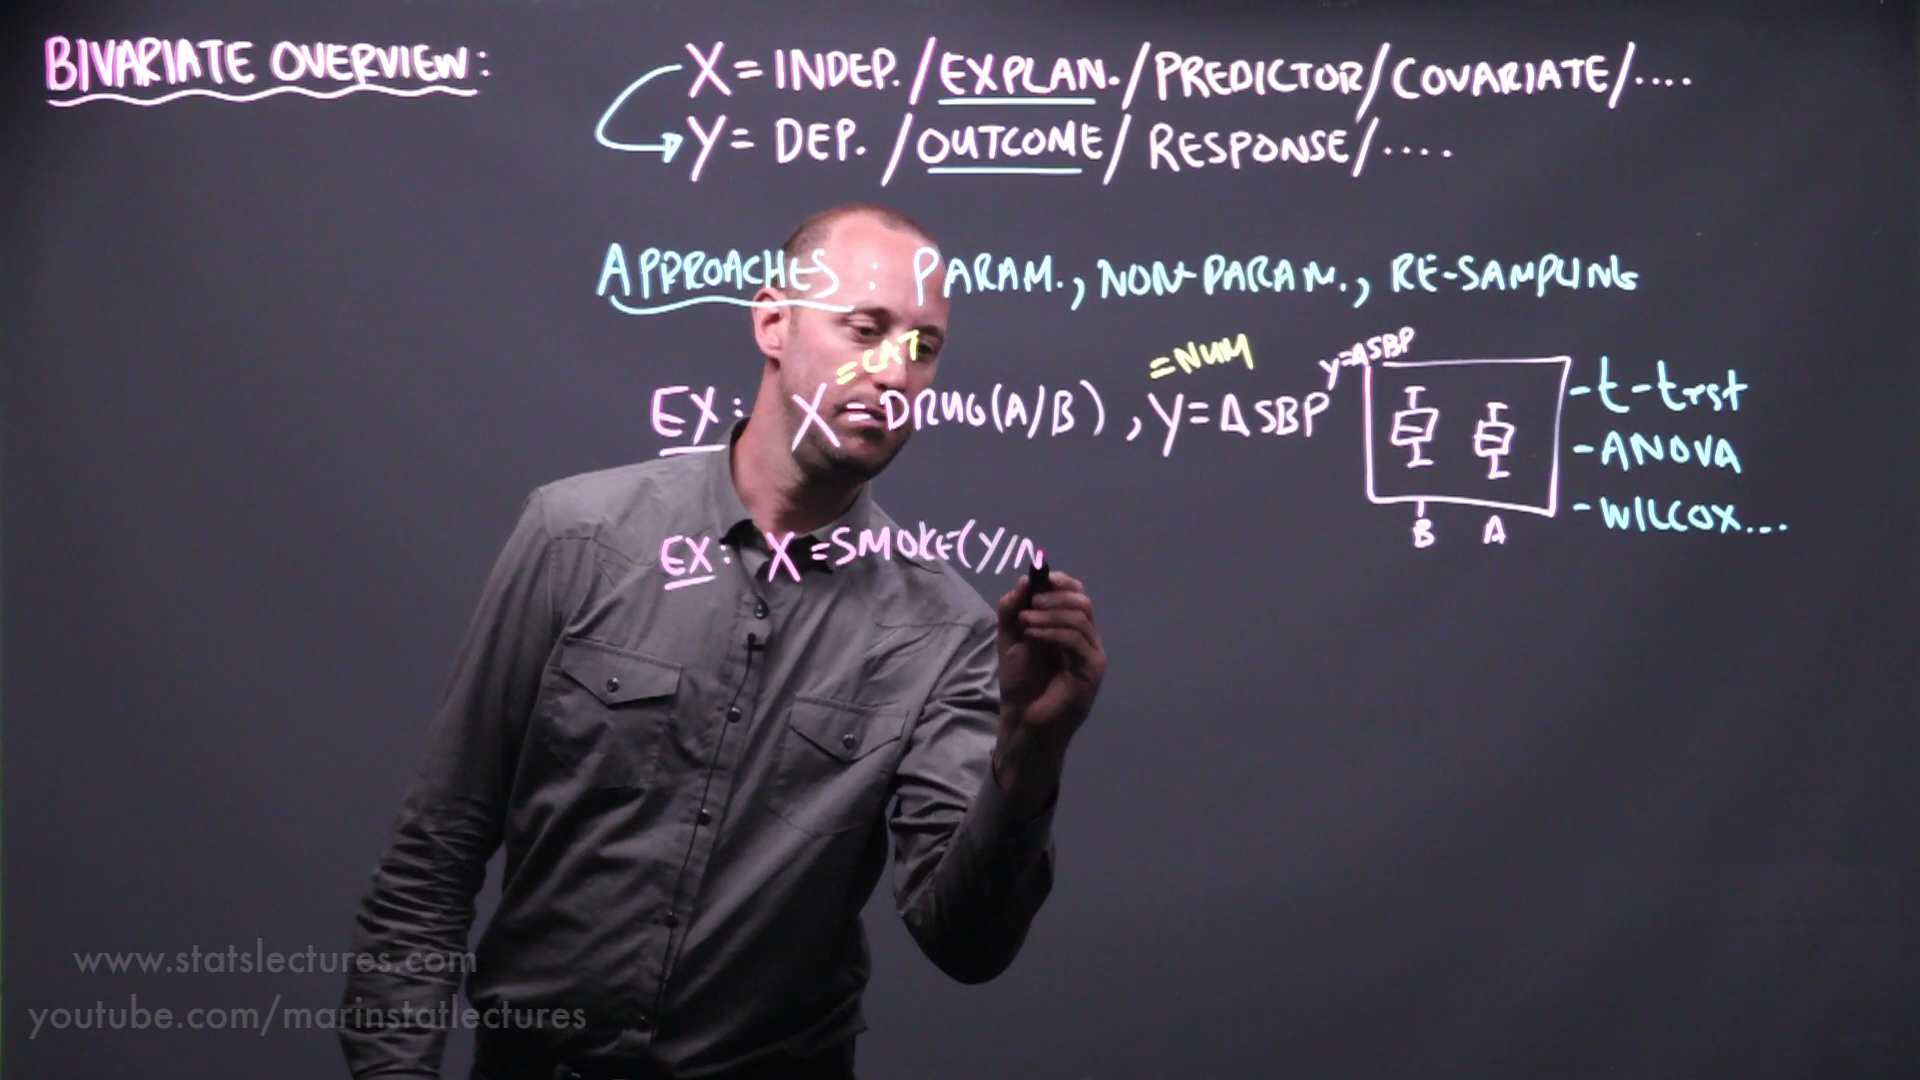 BIVARIATE OVERVIEW:
X = INDEP. / EXPLAN. / PREDICTOR / COVARIATE / ....
Y = DEP. / OUTCOME / RESPONSE / ....
APPROACHES : PARAM., NON-PARAM., RE-SAMPLING
=CAT =NUM
EX: X = DRUG(A/B) , Y = ΔSBP
Y=ΔSBP
B A
- t-test
- ANOVA
- WILCOX...
EX: X = SMOKE(Y/N
www.statslectures.com
youtube.com/marinstatlectures